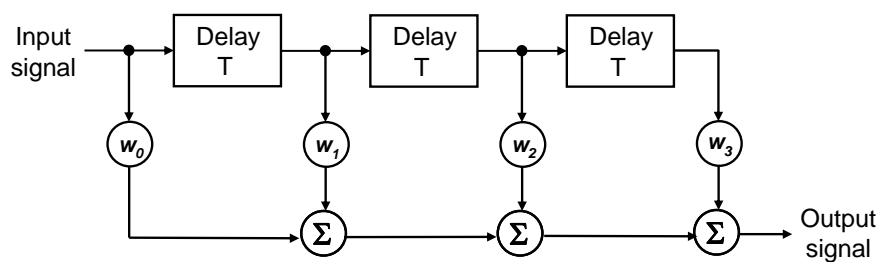 Input
signal
Delay
T
Delay
T
Delay
T
w0
w1
w2
w3
Σ
Σ
Σ
Output
signal